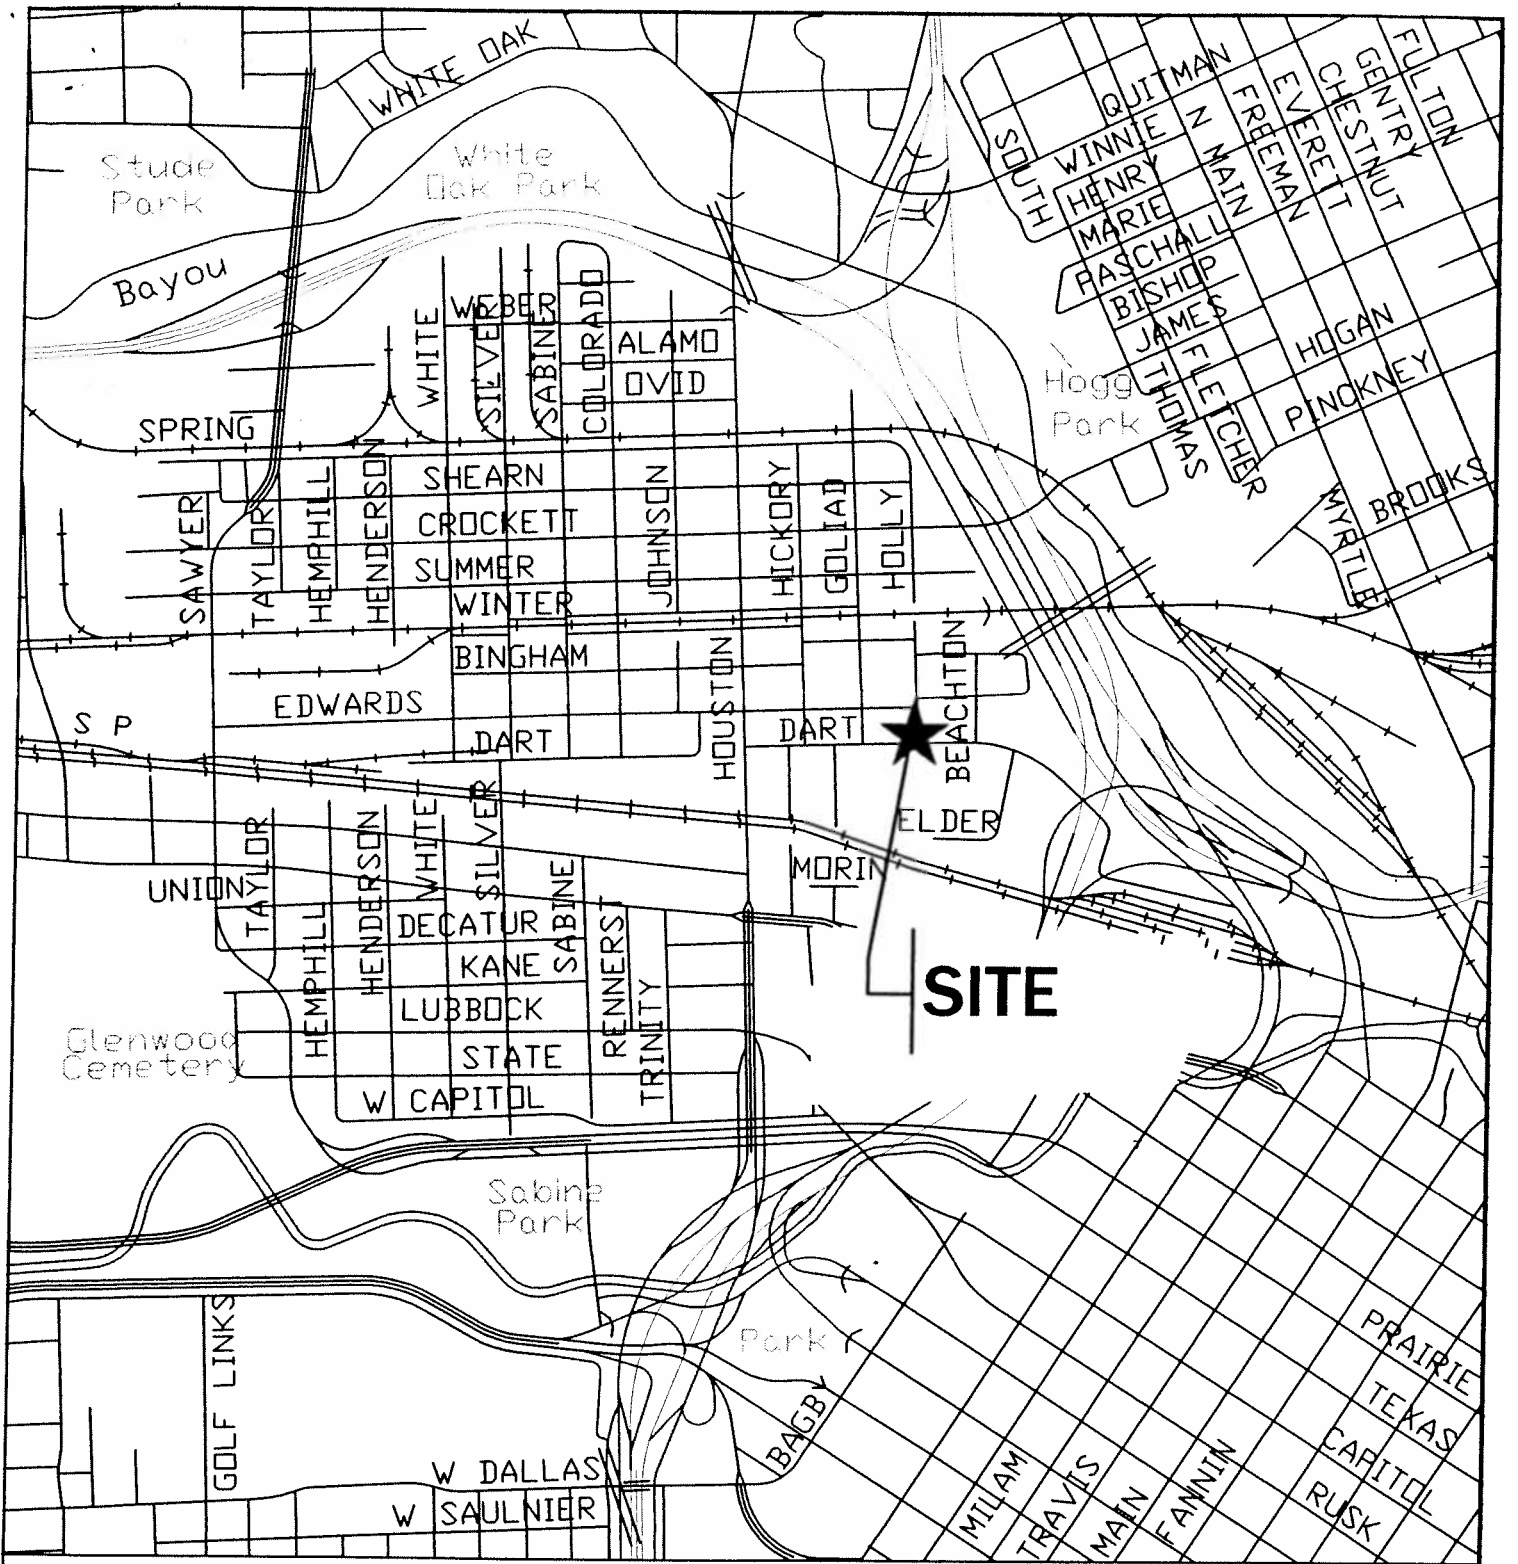 WHITE OAK
QUITMAN
FULTON
GENTRY
CHESTNUT
EVERETT
FREEMAN
N MAIN
WINNIE
SOUTH
HENRY
MARIE
PASCHALL
BISHOP
JAMES
Stude
Park
White
Oak Park
Bayou
WEBER
WHITE
SILVER
SABINE
COLORADO
ALAMO
OVID
Hogg
Park
THOMAS
FLETCHER
HOGAN
PINCKNEY
SPRING
SHEARN
CROCKETT
SUMMER
WINTER
SAWYER
TAYLOR
HEMPHILL
HENDERSON
JOHNSON
HICKORY
GOLIAD
HOLLY
MYRTLE
BROOKS
BINGHAM
EDWARDS
DART
HOUSTON
DART
BEACHTON
S P
ELDER
MORIN
UNION
TAYLOR
HEMPHILL
HENDERSON
WHITE
SILVER
SABINE
RENNERST
TRINITY
DECATUR
KANE
LUBBOCK
STATE
W CAPITOL
SITE
Glenwood
Cemetery
Sabine
Park
Park
GOLF LINKS
BAGBY
W DALLAS
W SAULNIER
MILAM
TRAVIS
MAIN
FANNIN
PRAIRIE
TEXAS
CAPITOL
RUSK